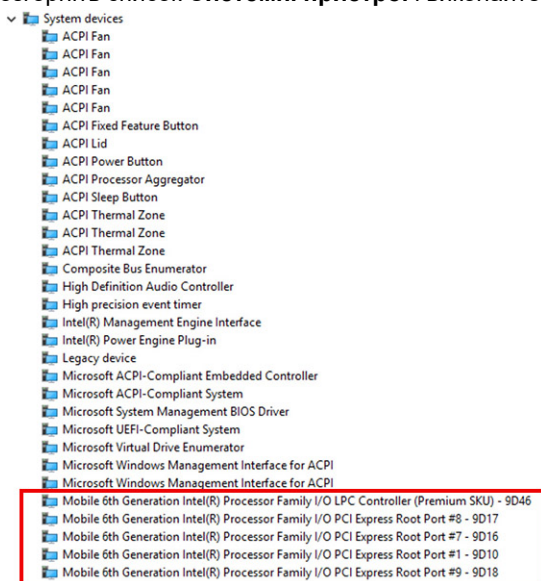 System devices
ACPI Fan
ACPI Fan
ACPI Fan
ACPI Fan
ACPI Fan
ACPI Fixed Feature Button
ACPI Lid
ACPI Power Button
ACPI Processor Aggregator
ACPI Sleep Button
ACPI Thermal Zone
ACPI Thermal Zone
ACPI Thermal Zone
Composite Bus Enumerator
High Definition Audio Controller
High precision event timer
Intel(R) Management Engine Interface
Intel(R) Power Engine Plug-in
Legacy device
Microsoft ACPI-Compliant Embedded Controller
Microsoft ACPI-Compliant System
Microsoft System Management BIOS Driver
Microsoft UEFI-Compliant System
Microsoft Virtual Drive Enumerator
Microsoft Windows Management Interface for ACPI
Microsoft Windows Management Interface for ACPI
Mobile 6th Generation Intel(R) Processor Family I/O LPC Controller (Premium SKU) - 9D46
Mobile 6th Generation Intel(R) Processor Family I/O PCI Express Root Port #8 - 9D17
Mobile 6th Generation Intel(R) Processor Family I/O PCI Express Root Port #7 - 9D16
Mobile 6th Generation Intel(R) Processor Family I/O PCI Express Root Port #1 - 9D10
Mobile 6th Generation Intel(R) Processor Family I/O PCI Express Root Port #9 - 9D18